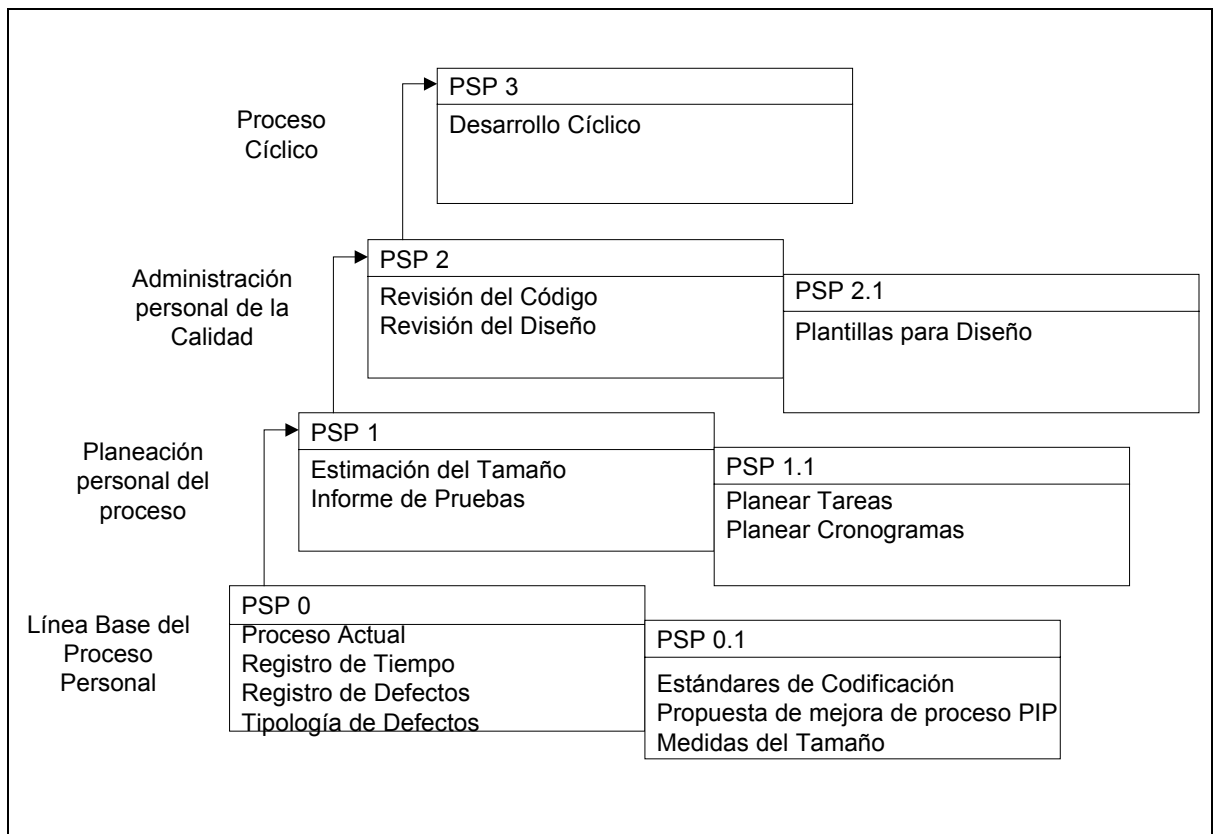 Proceso
Cíclico
PSP 3
Desarrollo Cíclico
Administración
personal de la
Calidad
PSP 2
Revisión del Código
Revisión del Diseño
PSP 2.1
Plantillas para Diseño
Planeación
personal del
proceso
PSP 1
Estimación del Tamaño
Informe de Pruebas
PSP 1.1
Planear Tareas
Planear Cronogramas
Línea Base del
Proceso
Personal
PSP 0
Proceso Actual
Registro de Tiempo
Registro de Defectos
Tipología de Defectos
PSP 0.1
Estándares de Codificación
Propuesta de mejora de proceso PIP
Medidas del Tamaño